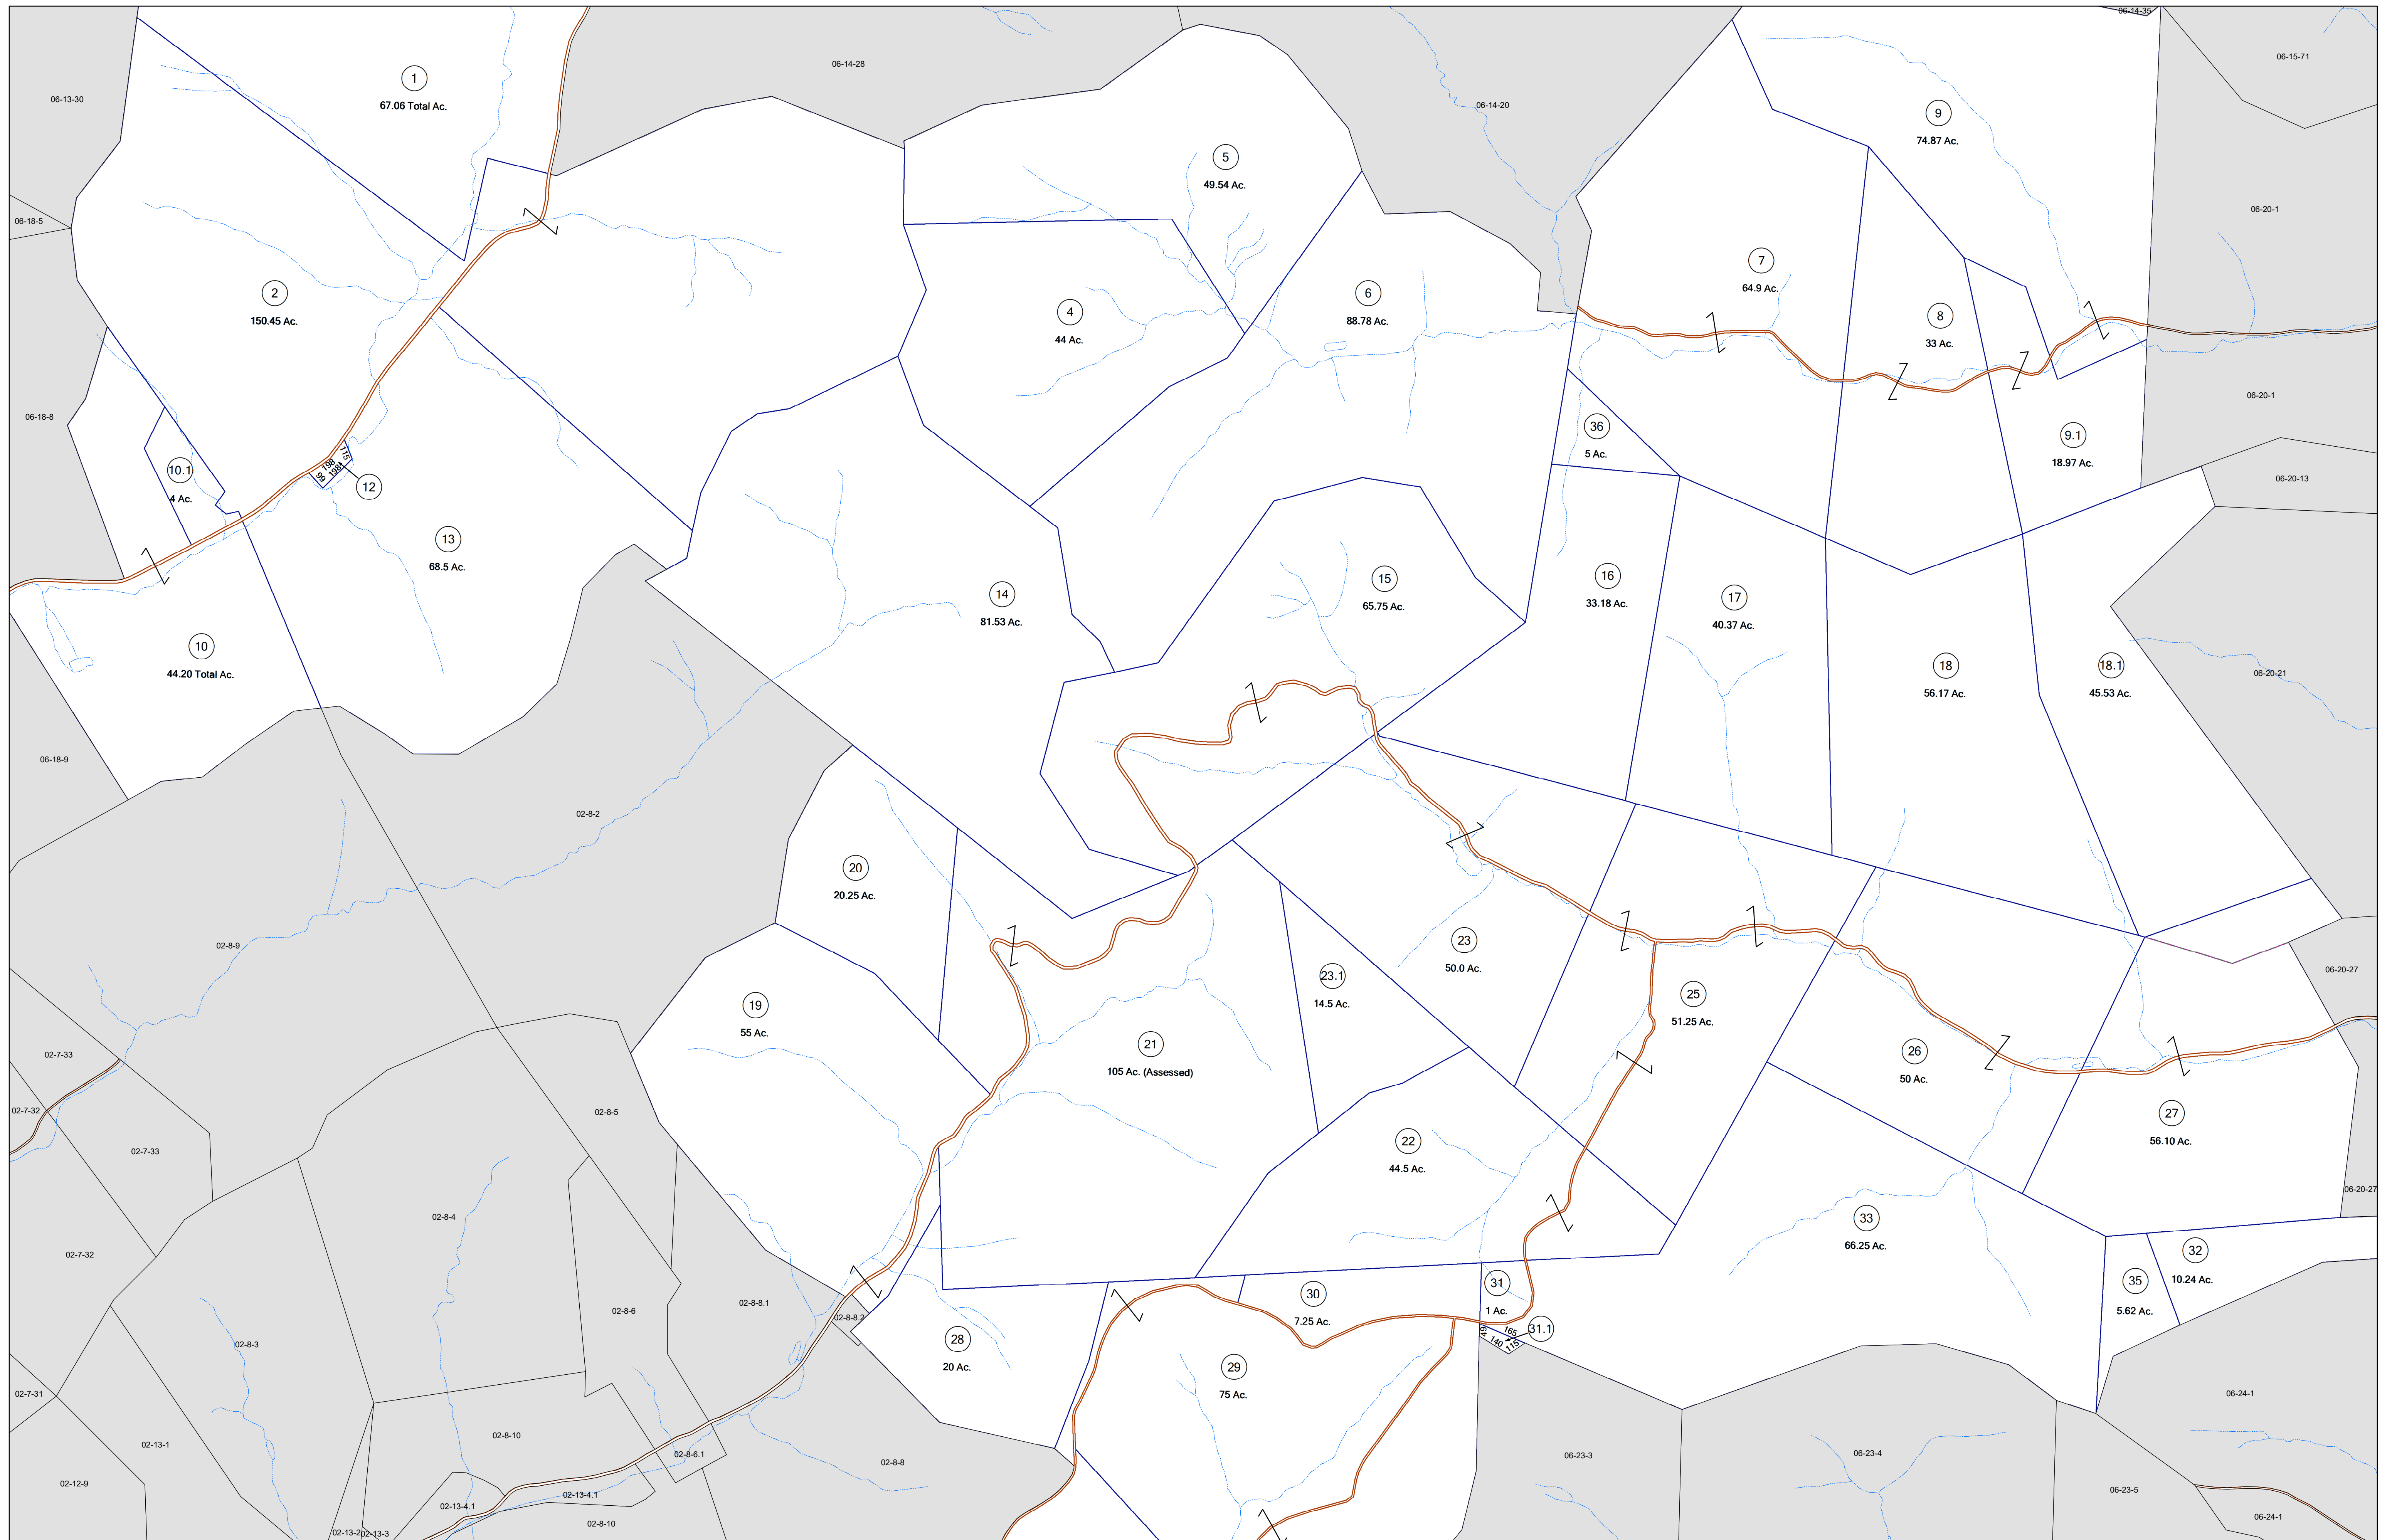 06-14-35
06-15-71
06-14-28
1
67.06 Total Ac.
06-13-30
06-14-20
9
74.87 Ac.
5
49.54 Ac.
06-18-5
06-20-1
7
64.9 Ac.
2
150.45 Ac.
6
88.78 Ac.
4
44 Ac.
8
33 Ac.
06-20-1
06-18-8
36
5 Ac.
9.1
18.97 Ac.
10.1
4 Ac.
115
198
198
99
12
06-20-13
13
68.5 Ac.
14
81.53 Ac.
15
65.75 Ac.
16
33.18 Ac.
17
40.37 Ac.
10
44.20 Total Ac.
18
56.17 Ac.
18.1
45.53 Ac.
06-20-21
06-18-9
02-8-2
20
20.25 Ac.
02-8-9
23
50.0 Ac.
23.1
14.5 Ac.
06-20-27
19
55 Ac.
25
51.25 Ac.
21
105 Ac. (Assessed)
26
50 Ac.
02-7-33
02-7-32
02-8-5
27
56.10 Ac.
02-7-33
22
44.5 Ac.
06-20-27
02-8-4
33
66.25 Ac.
02-7-32
32
10.24 Ac.
35
5.62 Ac.
31
1 Ac.
30
7.25 Ac.
02-8-8.1
02-8-6
02-8-8.2
31.1
165
94
140
115
28
20 Ac.
02-8-3
29
75 Ac.
02-7-31
06-24-1
02-13-1
02-8-10
02-8-6.1
02-8-8
06-23-3
06-23-4
02-12-9
06-23-5
02-13-4.1
02-13-4.1
02-8-10
06-24-1
02-13-2
02-13-3